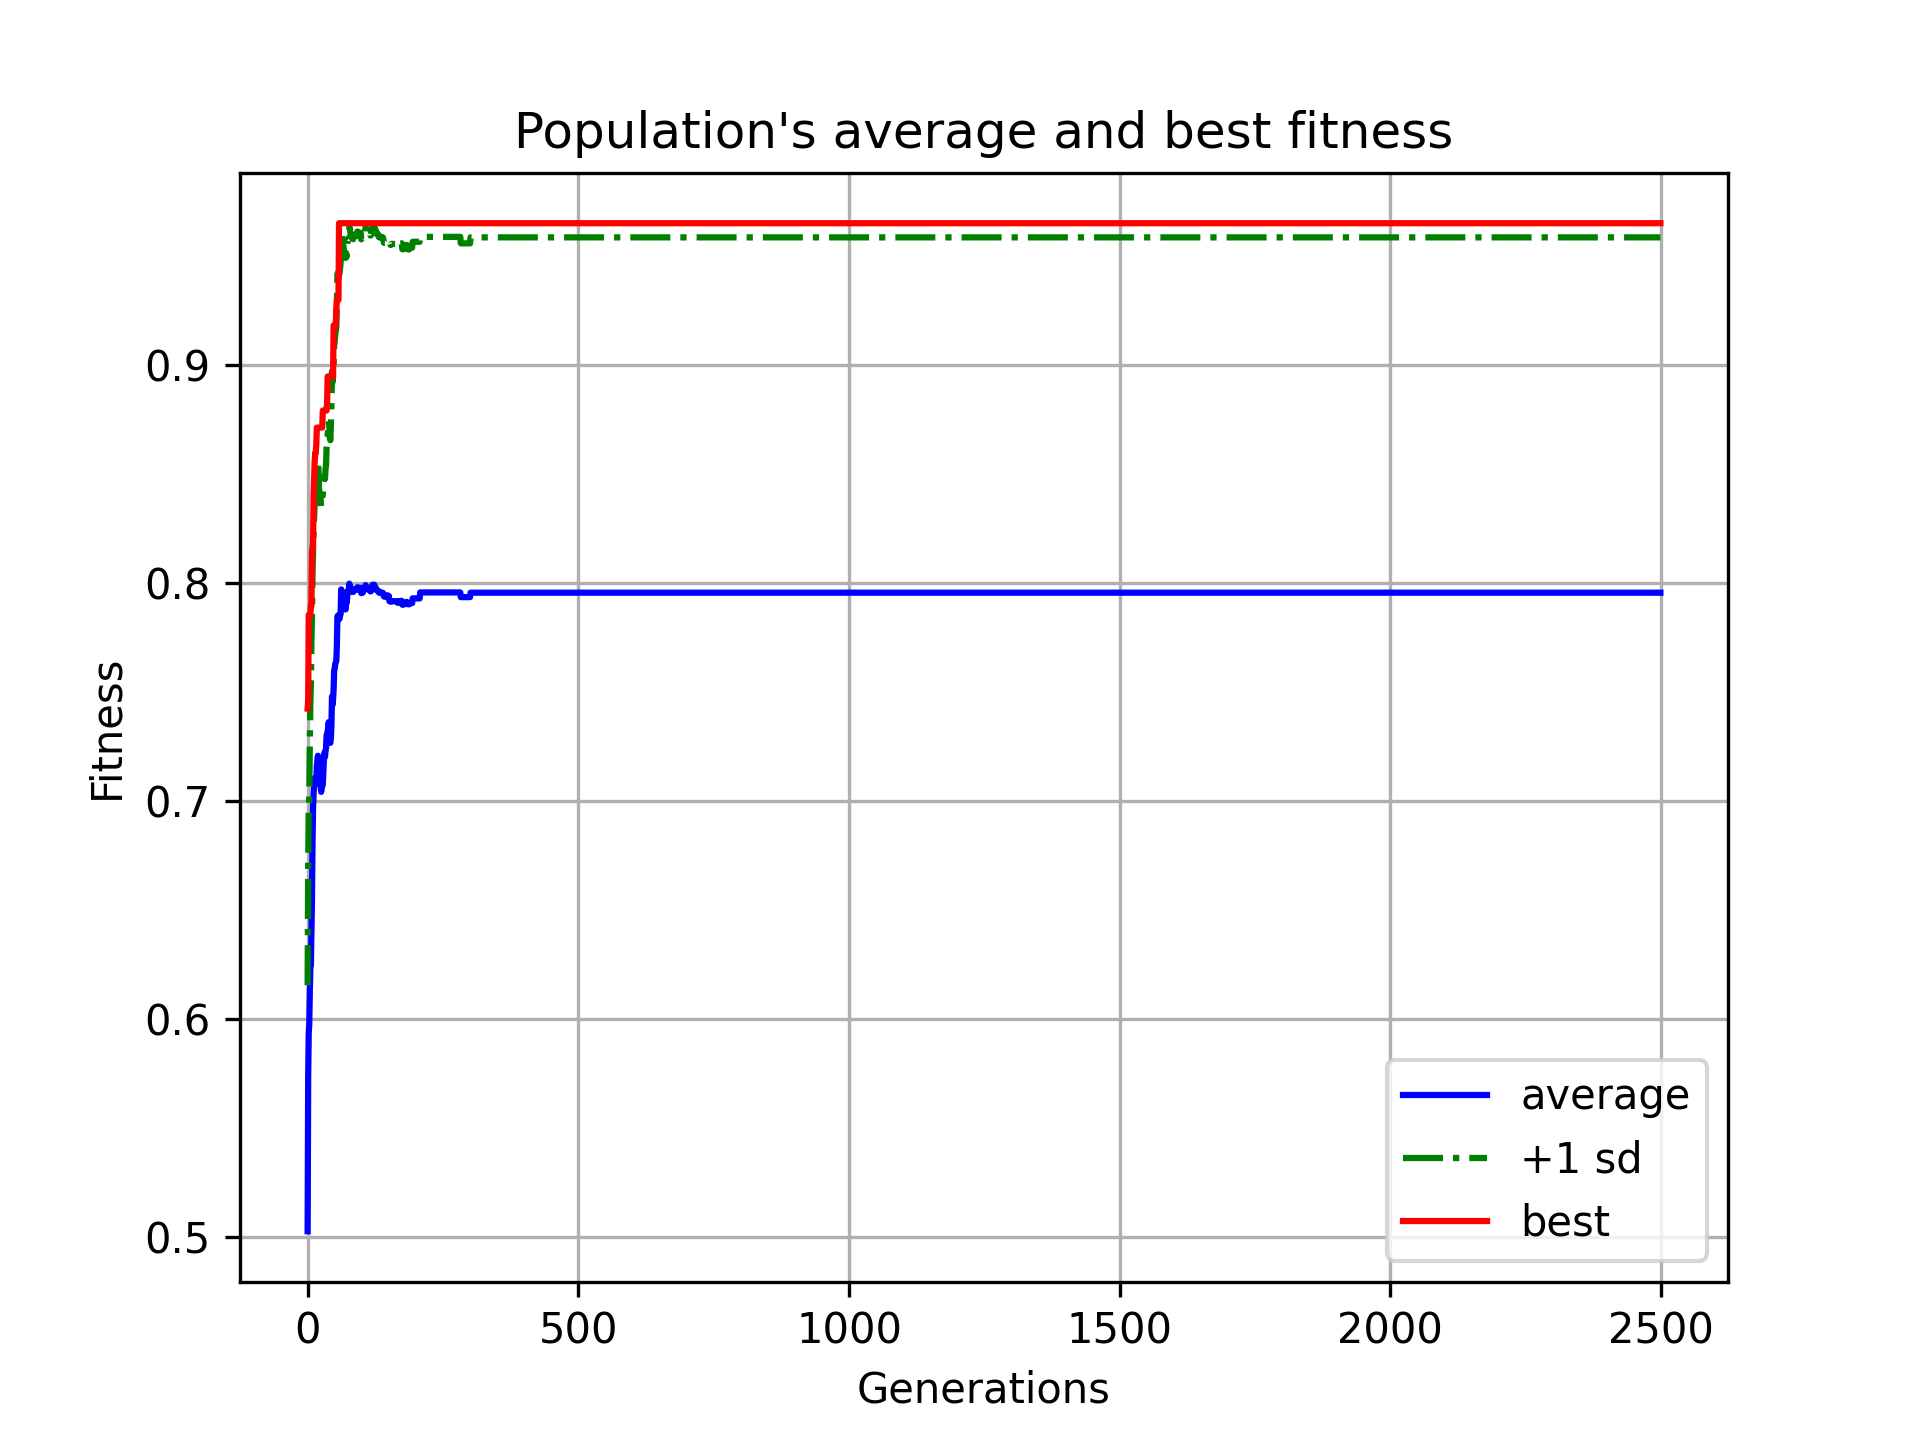 Population's average and best fitness
Fitness
0.9
0.8
0.7
0.6
0.5
average
+1 sd
best
0 500 1000 1500 2000 2500
Generations